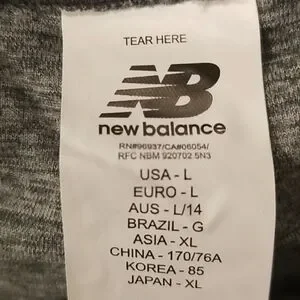 TEAR HERE
NB
new balance
RN#96937/CA#06054/
RFC NBM 920702 5N3
USA - L
EURO - L
AUS - L/14
BRAZIL - G
ASIA - XL
CHINA - 170/76A
KOREA - 85
JAPAN - XL